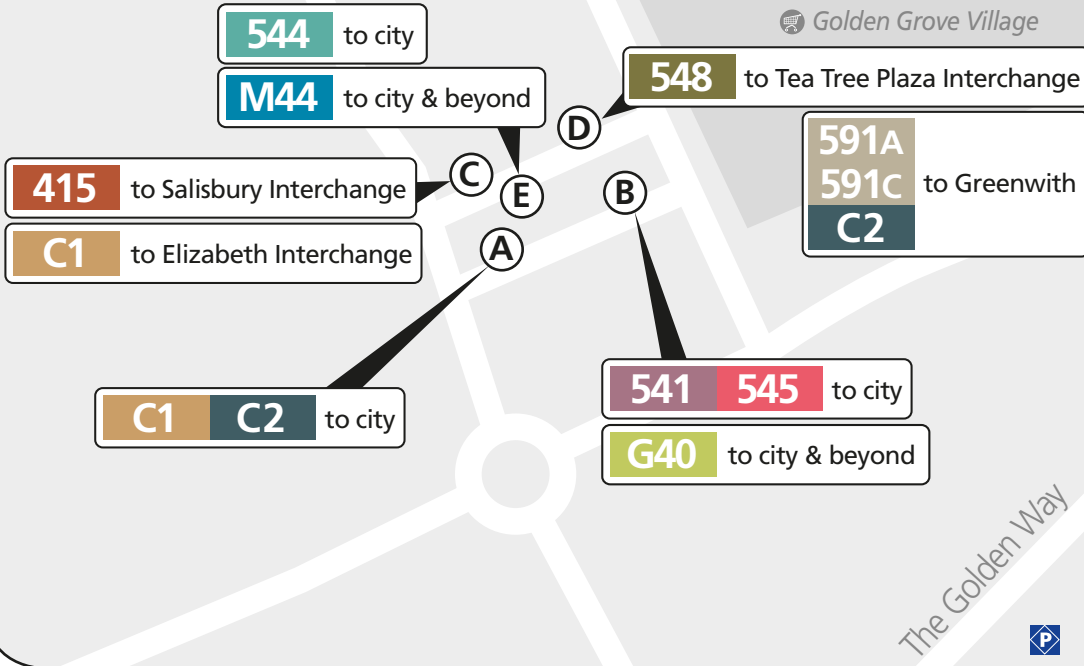 Golden Grove Village
544 to city
M44 to city & beyond
548 to Tea Tree Plaza Interchange
D
591A
591C to Greenwith
C2
415 to Salisbury Interchange
C
E
B
C1 to Elizabeth Interchange
A
C1 C2 to city
541 545 to city
G40 to city & beyond
The Golden Way
P